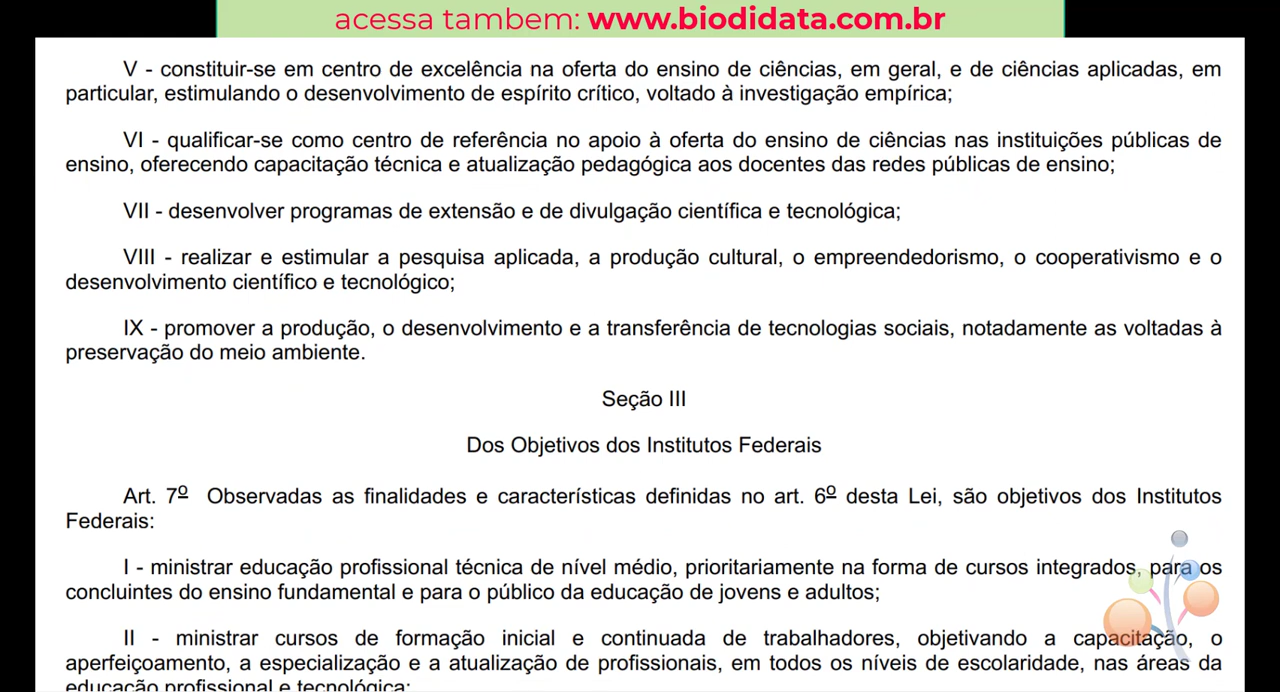 acessa tambem: www.biodidata.com.br
V - constituir-se em centro de excelência na oferta do ensino de ciências, em geral, e de ciências aplicadas, em
particular, estimulando o desenvolvimento de espírito crítico, voltado à investigação empírica;
VI - qualificar-se como centro de referência no apoio à oferta do ensino de ciências nas instituições públicas de
ensino, oferecendo capacitação técnica e atualização pedagógica aos docentes das redes públicas de ensino;
VII - desenvolver programas de extensão e de divulgação científica e tecnológica;
VIII - realizar e estimular a pesquisa aplicada, a produção cultural, o empreendedorismo, o cooperativismo e o
desenvolvimento científico e tecnológico;
IX - promover a produção, o desenvolvimento e a transferência de tecnologias sociais, notadamente as voltadas à
preservação do meio ambiente.
Seção III
Dos Objetivos dos Institutos Federais
Art. 7º Observadas as finalidades e características definidas no art. 6º desta Lei, são objetivos dos Institutos
Federais:
I - ministrar educação profissional técnica de nível médio, prioritariamente na forma de cursos integrados, para os
concluintes do ensino fundamental e para o público da educação de jovens e adultos;
II - ministrar cursos de formação inicial e continuada de trabalhadores, objetivando a capacitação, o
aperfeiçoamento, a especialização e a atualização de profissionais, em todos os níveis de escolaridade, nas áreas da
educação profissional e tecnológica;